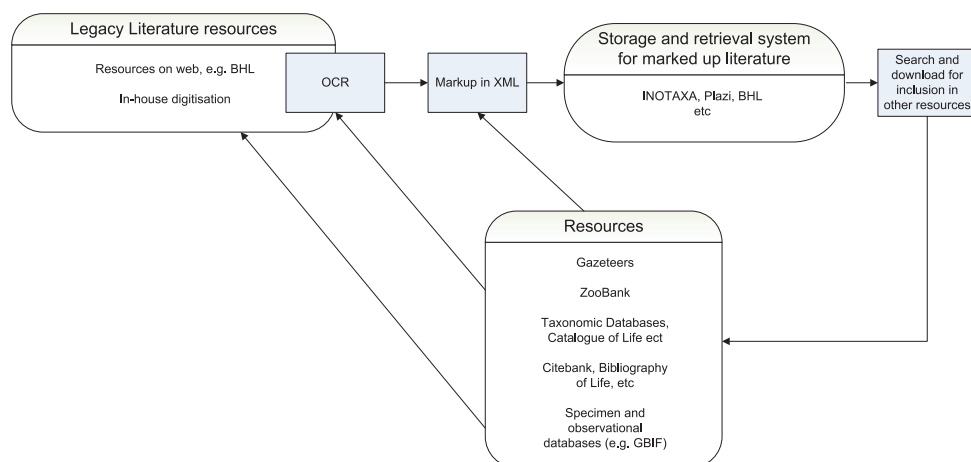 Legacy Literature resources
Resources on web, e.g. BHL
In-house digitisation
OCR
Markup in XML
Storage and retrieval system
for marked up literature
INOTAXA, Plazi, BHL
etc
Search and
download for
inclusion in
other resources
Resources
Gazeteers
ZooBank
Taxonomic Databases,
Catalogue of Life ect
Citebank, Bibliography
of Life, etc
Specimen and
observational
databases (e.g. GBIF)